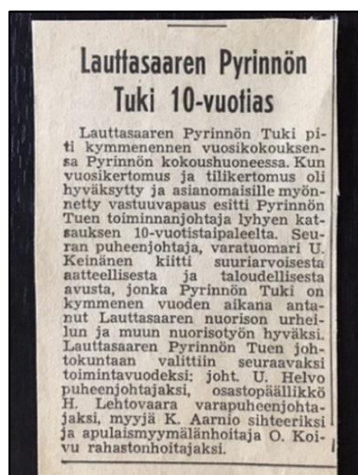 Lauttasaaren Pyrinnön
Tuki 10-vuotias
Lauttasaaren Pyrinnön Tuki pi-
ti kymmenennen vuosikokouksen-
sa Pyrinnön kokoushuoneessa. Kun
vuosikertomus ja tilikertomus oli
hyväksytty ja asianomaisille myön-
netty vastuuvapaus esitti Pyrinnön
Tuen toiminnanjohtaja lyhyen kat-
sauksen 10-vuotistaipaleelta. Seu-
ran puheenjohtaja, varatuomari U.
Keinänen kiitti suuriarvoisesta
aatteellisesta ja taloudellisesta
avusta, jonka Pyrinnön Tuki on
kymmenen vuoden aikana anta-
nut Lauttasaaren nuorison urhei-
lun ja muun nuorisotyön hyväksi.
Lauttasaaren Pyrinnön Tuen joh-
tokuntaan valittiin seuraavaksi
toimintavuodeksi: joht. U. Helvo
puheenjohtajaksi, osastopäällikkö
H. Lehtovaara varapuheenjohta-
jaksi, myyjä K. Aarnio sihteeriksi
ja apulaismyymälänhoitaja O. Koi-
vu rahastonhoitajaksi.